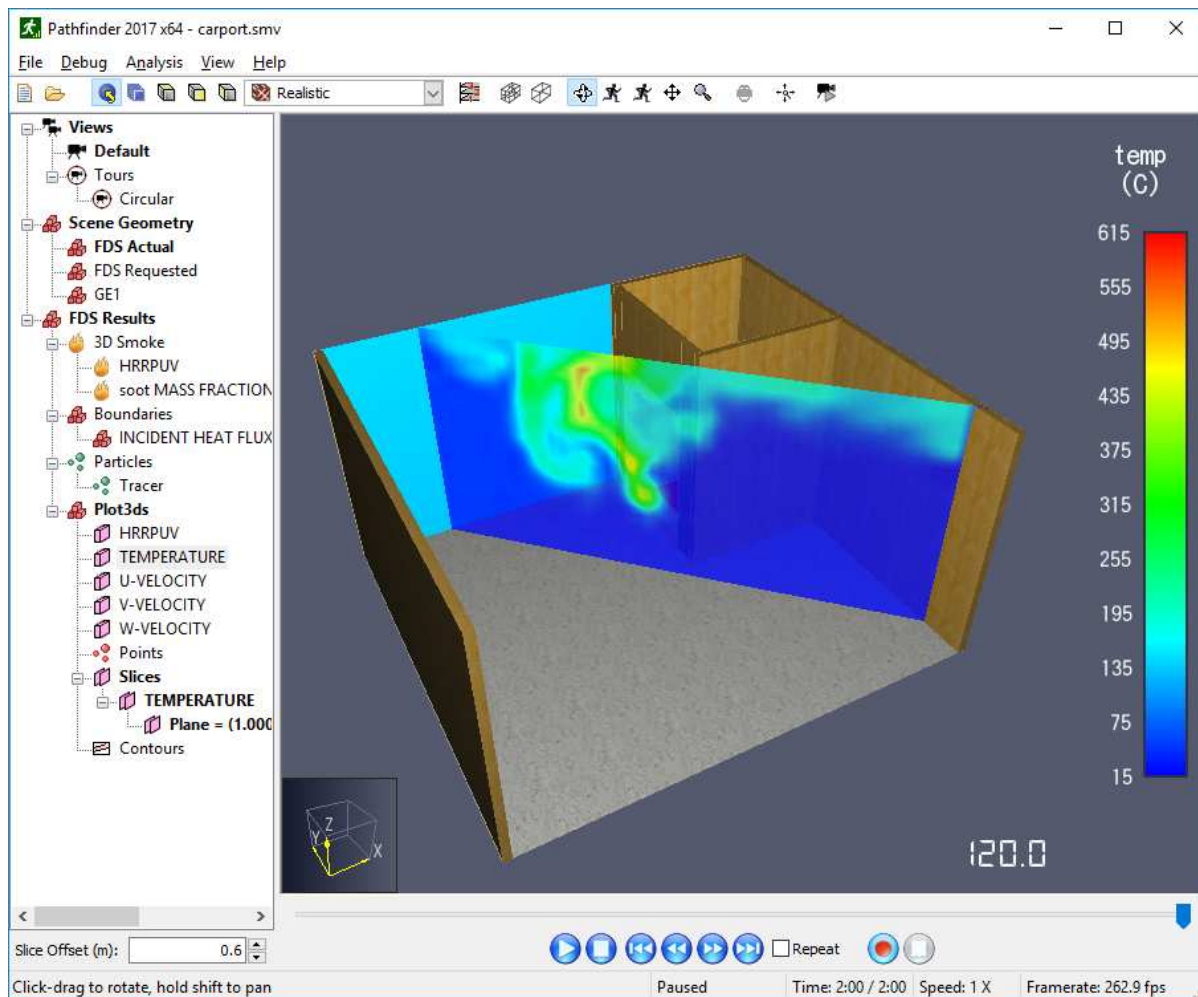 Pathfinder 2017 x64 - carport.smv
File Debug Analysis View Help
Realistic
Views
Default
Tours
Circular
Scene Geometry
FDS Actual
FDS Requested
GE1
FDS Results
3D Smoke
HRRPUV
soot MASS FRACTION
Boundaries
INCIDENT HEAT FLUX
Particles
Tracer
Plot3ds
HRRPUV
TEMPERATURE
U-VELOCITY
V-VELOCITY
W-VELOCITY
Points
Slices
TEMPERATURE
Plane = (1.000
Contours
temp
(C)
615
555
495
435
375
315
255
195
135
75
15
Z
Y
X
120.0
Slice Offset (m): 0.6
Repeat
Click-drag to rotate, hold shift to pan Paused Time: 2:00 / 2:00 Speed: 1 X Framerate: 262.9 fps